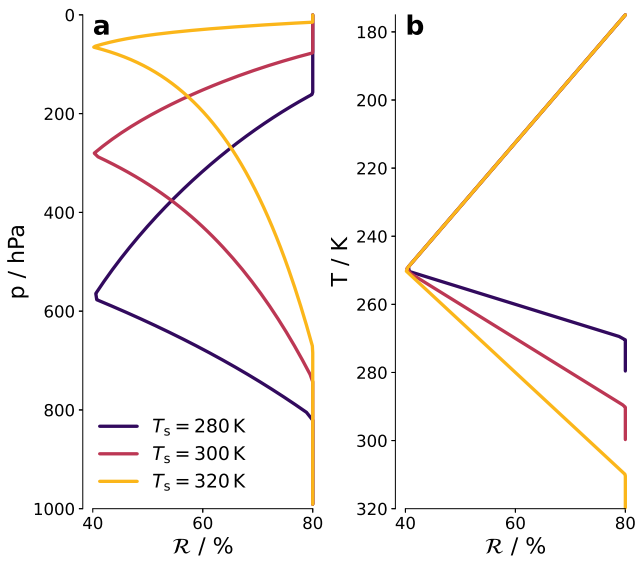 a
0
200
400
600
800
1000
p / hPa
T_s = 280 K
T_s = 300 K
T_s = 320 K
40
60
80
ℛ / %
b
180
200
220
240
260
280
300
320
T / K
40
60
80
ℛ / %